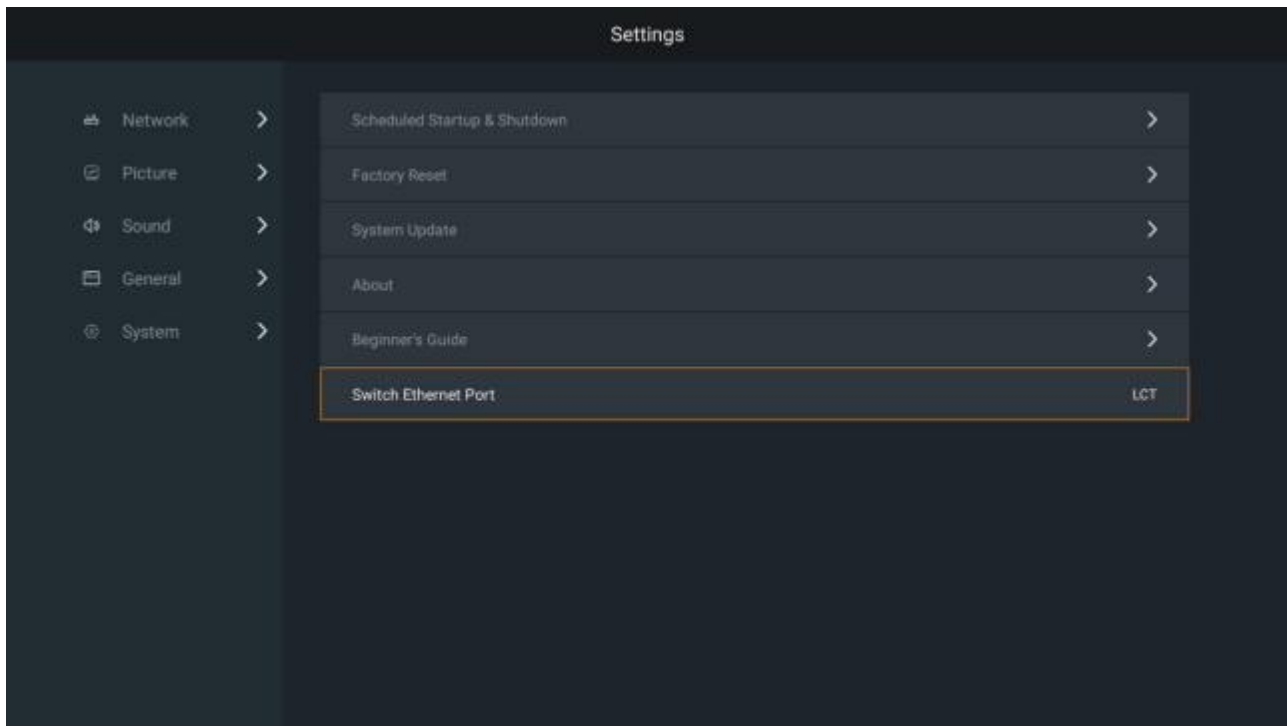 Settings
Network
Picture
Sound
General
System
Scheduled Startup & Shutdown
Factory Reset
System Update
About
Beginner's Guide
Switch Ethernet Port LCT